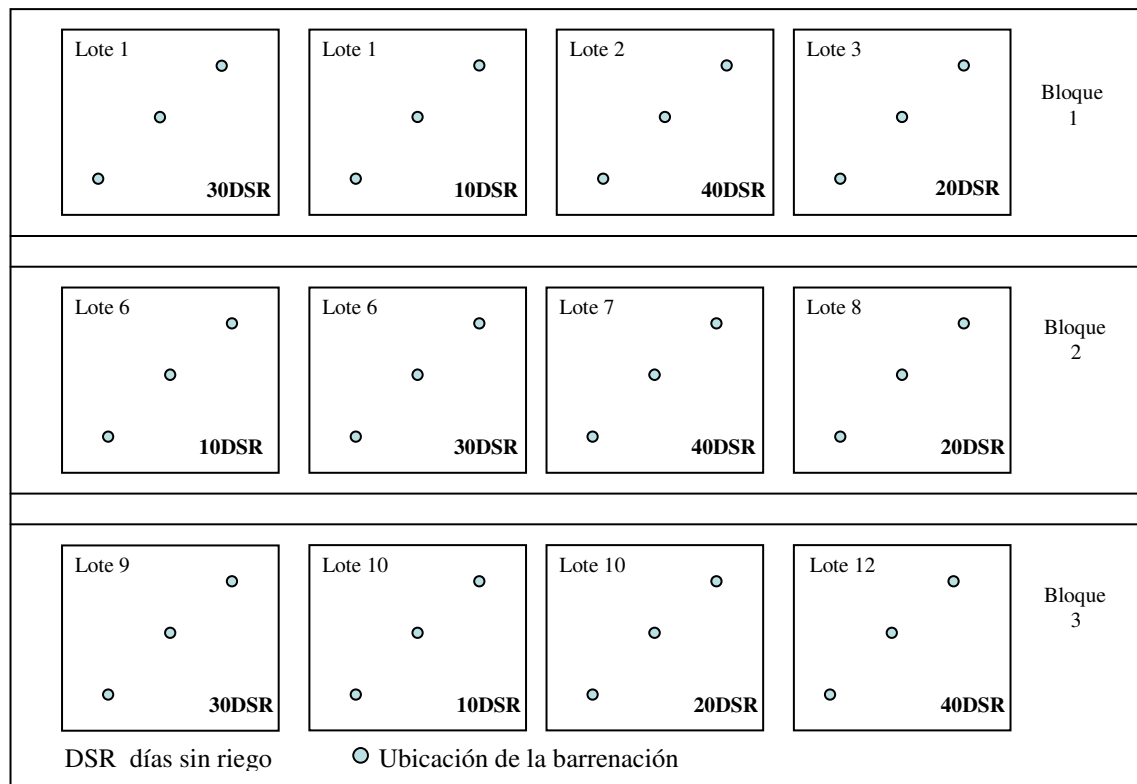 Lote 1
Lote 1
Lote 2
Lote 3
Bloque
1
30DSR
10DSR
40DSR
20DSR
Lote 6
Lote 6
Lote 7
Lote 8
Bloque
2
10DSR
30DSR
40DSR
20DSR
Lote 9
Lote 10
Lote 10
Lote 12
Bloque
3
30DSR
10DSR
20DSR
40DSR
DSR días sin riego
Ubicación de la barrenación